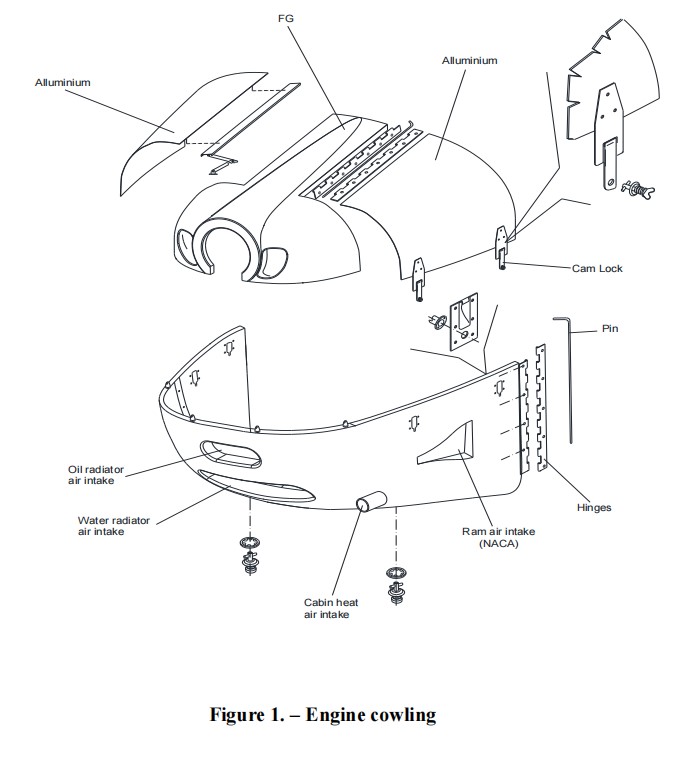 FG
Alluminium
Alluminium
Cam Lock
Pin
Oil radiator
air intake
Water radiator
air intake
Hinges
Ram air intake
(NACA)
Cabin heat
air intake
Figure 1. – Engine cowling